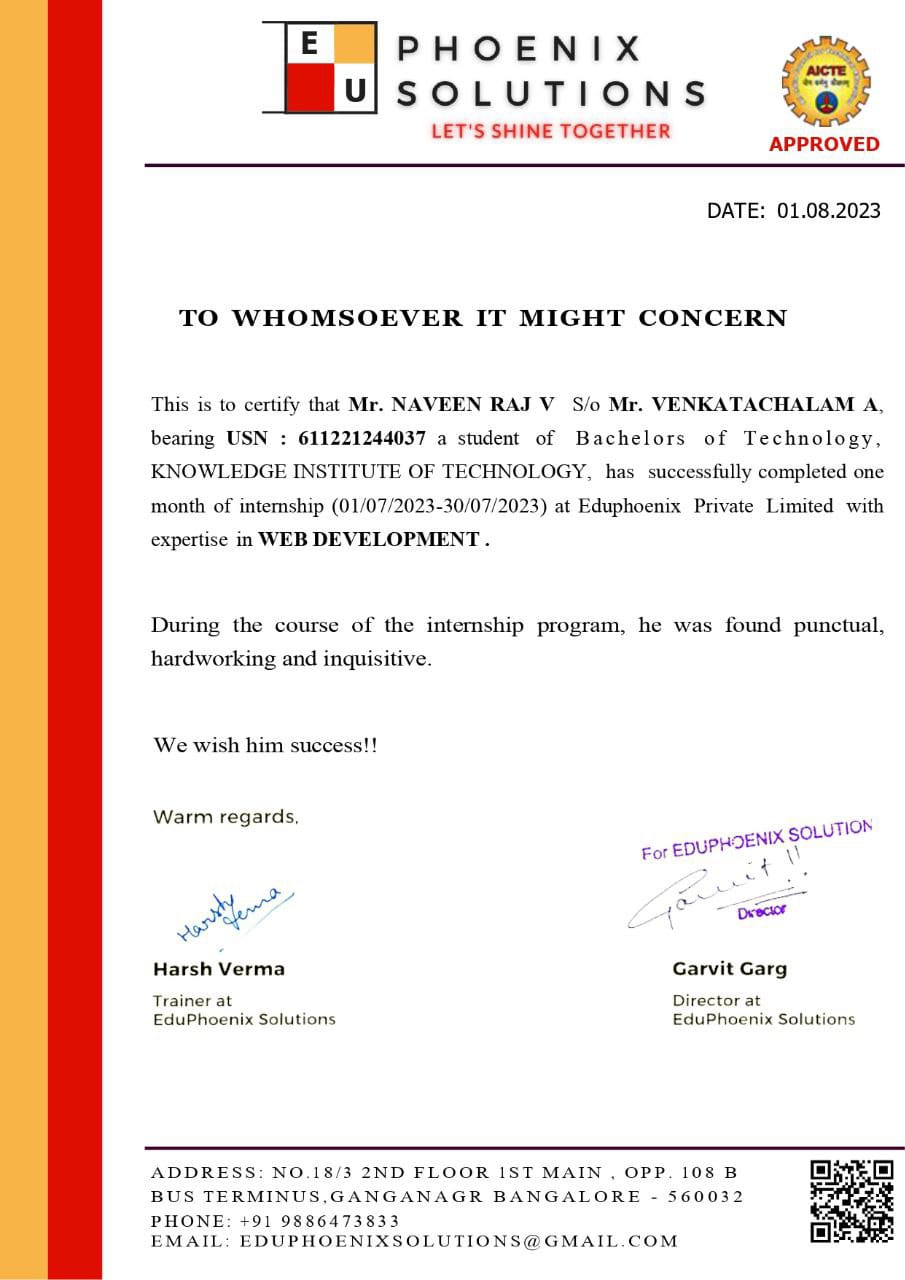 E
U
PHOENIX
SOLUTIONS
LET'S SHINE TOGETHER
AICTE
APPROVED
DATE: 01.08.2023
TO WHOMSOEVER IT MIGHT CONCERN
This is to certify that Mr. NAVEEN RAJ V S/o Mr. VENKATACHALAM A,
bearing USN : 611221244037 a student of Bachelors of Technology,
KNOWLEDGE INSTITUTE OF TECHNOLOGY, has successfully completed one
month of internship (01/07/2023-30/07/2023) at Eduphoenix Private Limited with
expertise in WEB DEVELOPMENT .
During the course of the internship program, he was found punctual,
hardworking and inquisitive.
We wish him success!!
Warm regards,
For EDUPHOENIX SOLUTION
Garvit !!
Director
Harsh Verma
Harsh Verma
Garvit Garg
Trainer at
EduPhoenix Solutions
Director at
EduPhoenix Solutions
ADDRESS: NO.18/3 2ND FLOOR 1ST MAIN , OPP. 108 B
BUS TERMINUS,GANGANAGR BANGALORE - 560032
PHONE: +91 9886473833
EMAIL: EDUPHOENIXSOLUTIONS@GMAIL.COM